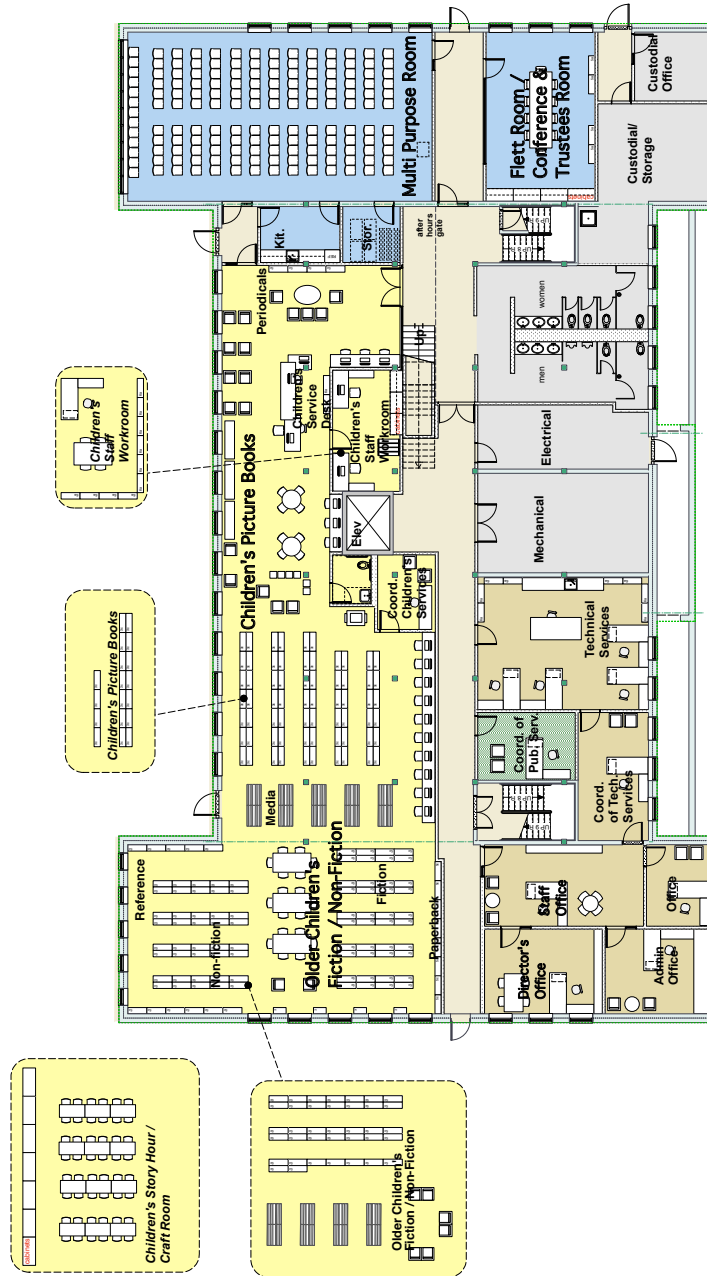 Multi Purpose Room
Flett Room /
Conference &
Trustees Room
cabinets
Custodial
Office
Custodial/
Storage
Kit.
Stor.
after
hours
gate
Periodicals
women
men
Up
Children's
Service
Desk
Children's
Staff
Workroom
Children's
Staff
Workroom
Children's Picture Books
Elev
Electrical
Mechanical
Coord.
Children's
Services
Technical
Services
Children's Picture Books
Coord. of
Publ Serv.
Coord.
of Tech.
Services
Media
Reference
Non-fiction
Older Children's
Fiction / Non-Fiction
Fiction
Paperback
Staff
Office
Office
Director's
Office
Admin
Office
cabinets
Children's Story Hour /
Craft Room
Older Children's
Fiction / Non-Fiction